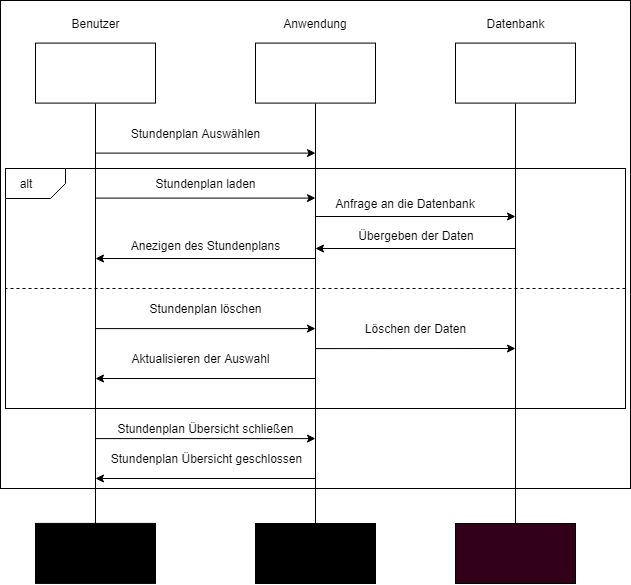 Benutzer
Anwendung
Datenbank
Stundenplan Auswählen
alt
Stundenplan laden
Anfrage an die Datenbank
Übergeben der Daten
Anezigen des Stundenplans
Stundenplan löschen
Löschen der Daten
Aktualisieren der Auswahl
Stundenplan Übersicht schließen
Stundenplan Übersicht geschlossen